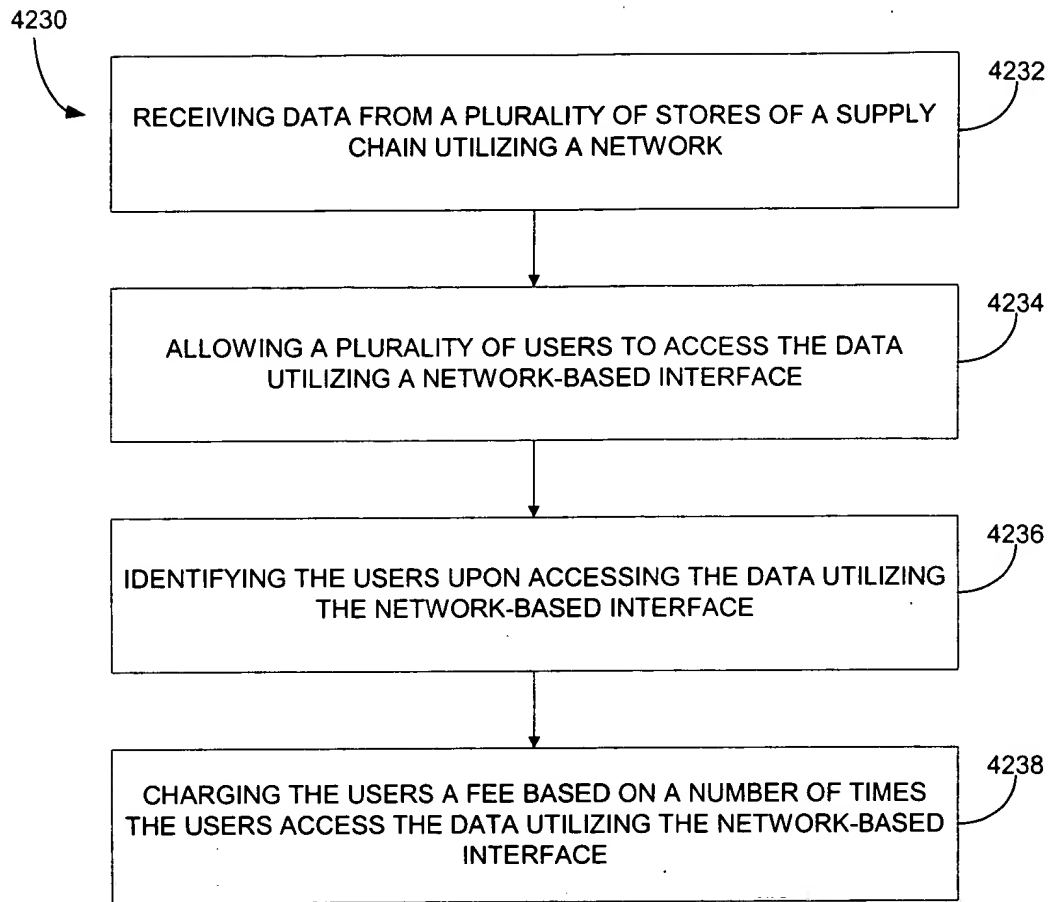 4230
4232
RECEIVING DATA FROM A PLURALITY OF STORES OF A SUPPLY
CHAIN UTILIZING A NETWORK
4234
ALLOWING A PLURALITY OF USERS TO ACCESS THE DATA
UTILIZING A NETWORK-BASED INTERFACE
4236
IDENTIFYING THE USERS UPON ACCESSING THE DATA UTILIZING
THE NETWORK-BASED INTERFACE
4238
CHARGING THE USERS A FEE BASED ON A NUMBER OF TIMES
THE USERS ACCESS THE DATA UTILIZING THE NETWORK-BASED
INTERFACE